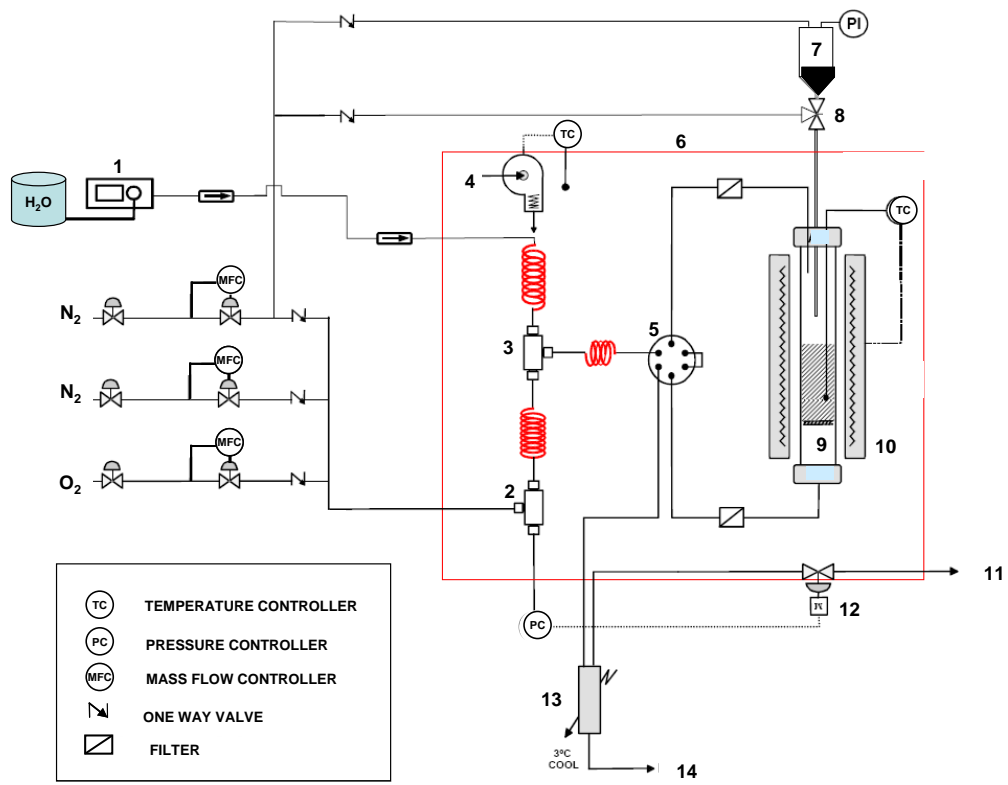 PI
7
8
1
TC
6
4
H2O
TC
MFC
N2
5
3
MFC
N2
9
10
MFC
O2
2
11
12
PC
13
3ºC
COOL
14
TC TEMPERATURE CONTROLLER
PC PRESSURE CONTROLLER
MFC MASS FLOW CONTROLLER
ONE WAY VALVE
FILTER